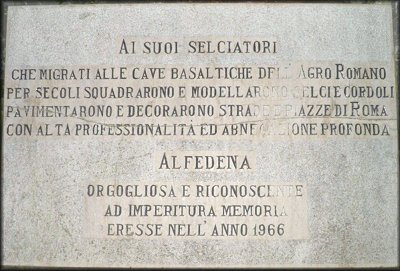 AI SUOI SELCIATORI
CHE MIGRATI ALLE CAVE BASALTICHE DELL'AGRO ROMANO
PER SECOLI SQUADRARONO E MODELLARONO SELCI E CORDOLI
PAVIMENTARONO E DECORARONO STRADE E PIAZZE DI ROMA
CON ALTA PROFESSIONALITÀ ED ABNEGAZIONE PROFONDA
ALFEDENA
ORGOGLIOSA E RICONOSCENTE
AD IMPERITURA MEMORIA
ERESSE NELL'ANNO 1966